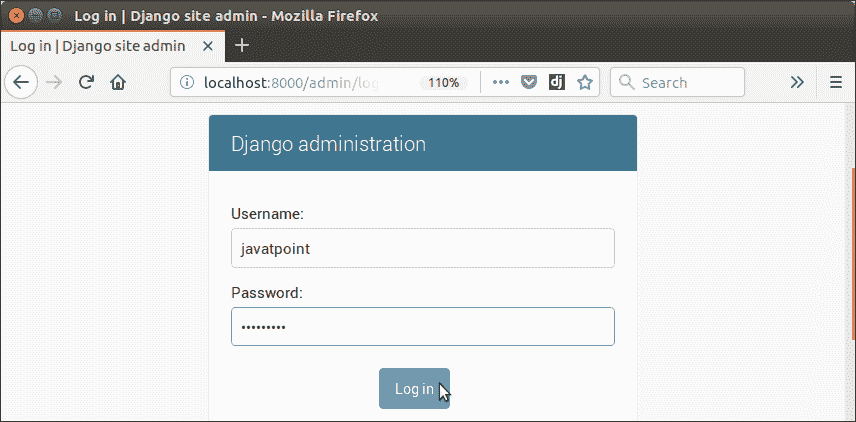 Log in | Django site admin - Mozilla Firefox
Log in | Django site admin
localhost:8000/admin/log
110%
dj
Search
Django administration
Username:
javatpoint
Password:
•••••••••
Log in